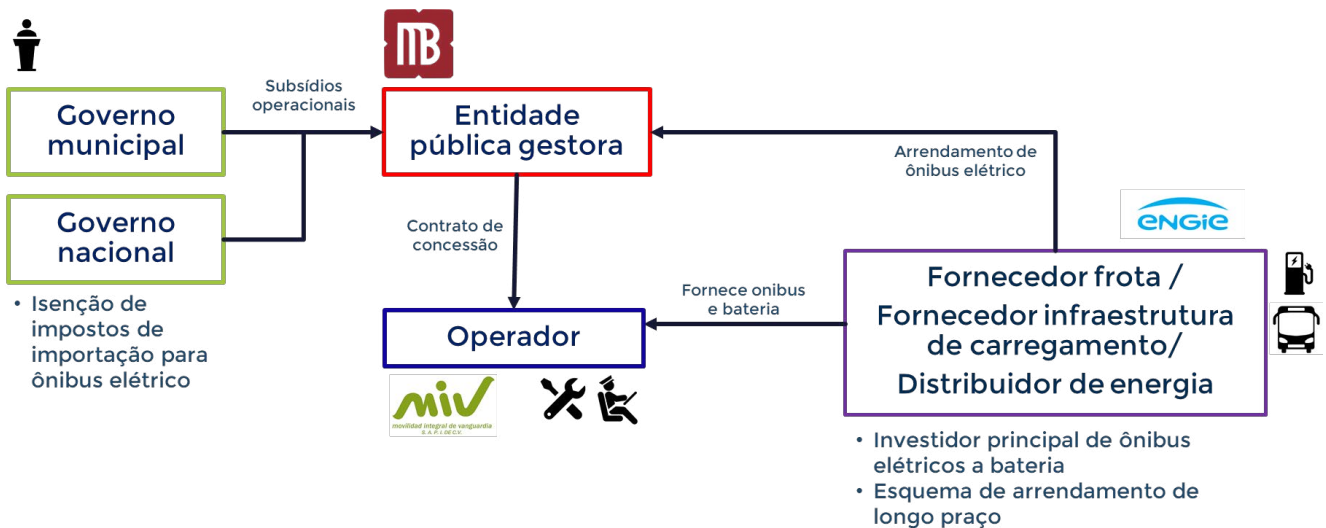 MB
Subsídios
operacionais
Governo
municipal
Entidade
pública gestora
Arrendamento de
ônibus elétrico
Governo
nacional
Contrato de
concessão
ENGIE
• Isenção de
impostos de
importação para
ônibus elétrico
Fornece onibus
e bateria
Operador
Fornecedor frota /
Fornecedor infraestrutura
de carregamento/
Distribuidor de energia
miv
movilidad integral de vanguardia
S. A. P. I. DE C.V.
• Investidor principal de ônibus
elétricos a bateria
• Esquema de arrendamento de
longo praço